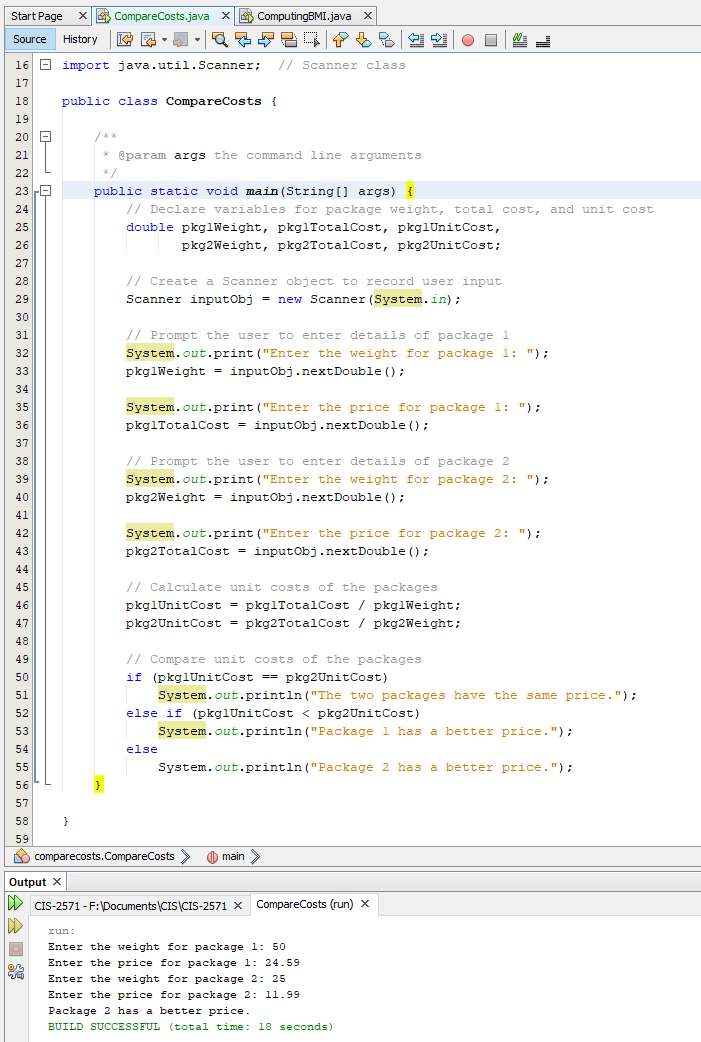 Start Page
CompareCosts.java
ComputingBMI.java
Source History
16 import java.util.Scanner;  // Scanner class
17
18 public class CompareCosts {
19
20     /**
21      * @param args the command line arguments
22      */
23     public static void main(String[] args) {
24         // Declare variables for package weight, total cost, and unit cost
25         double pkg1Weight, pkg1TotalCost, pkg1UnitCost,
26                pkg2Weight, pkg2TotalCost, pkg2UnitCost;
27
28         // Create a Scanner object to record user input
29         Scanner inputObj = new Scanner(System.in);
30
31         // Prompt the user to enter details of package 1
32         System.out.print("Enter the weight for package 1: ");
33         pkg1Weight = inputObj.nextDouble();
34
35         System.out.print("Enter the price for package 1: ");
36         pkg1TotalCost = inputObj.nextDouble();
37
38         // Prompt the user to enter details of package 2
39         System.out.print("Enter the weight for package 2: ");
40         pkg2Weight = inputObj.nextDouble();
41
42         System.out.print("Enter the price for package 2: ");
43         pkg2TotalCost = inputObj.nextDouble();
44
45         // Calculate unit costs of the packages
46         pkg1UnitCost = pkg1TotalCost / pkg1Weight;
47         pkg2UnitCost = pkg2TotalCost / pkg2Weight;
48
49         // Compare unit costs of the packages
50         if (pkg1UnitCost == pkg2UnitCost)
51             System.out.println("The two packages have the same price.");
52         else if (pkg1UnitCost < pkg2UnitCost)
53             System.out.println("Package 1 has a better price.");
54         else
55             System.out.println("Package 2 has a better price.");
56     }
57
58 }
59
comparecosts.CompareCosts main
Output
CIS-2571 - F:\Documents\CIS\CIS-2571 CompareCosts (run)
run:
Enter the weight for package 1: 50
Enter the price for package 1: 24.59
Enter the weight for package 2: 25
Enter the price for package 2: 11.99
Package 2 has a better price.
BUILD SUCCESSFUL (total time: 18 seconds)